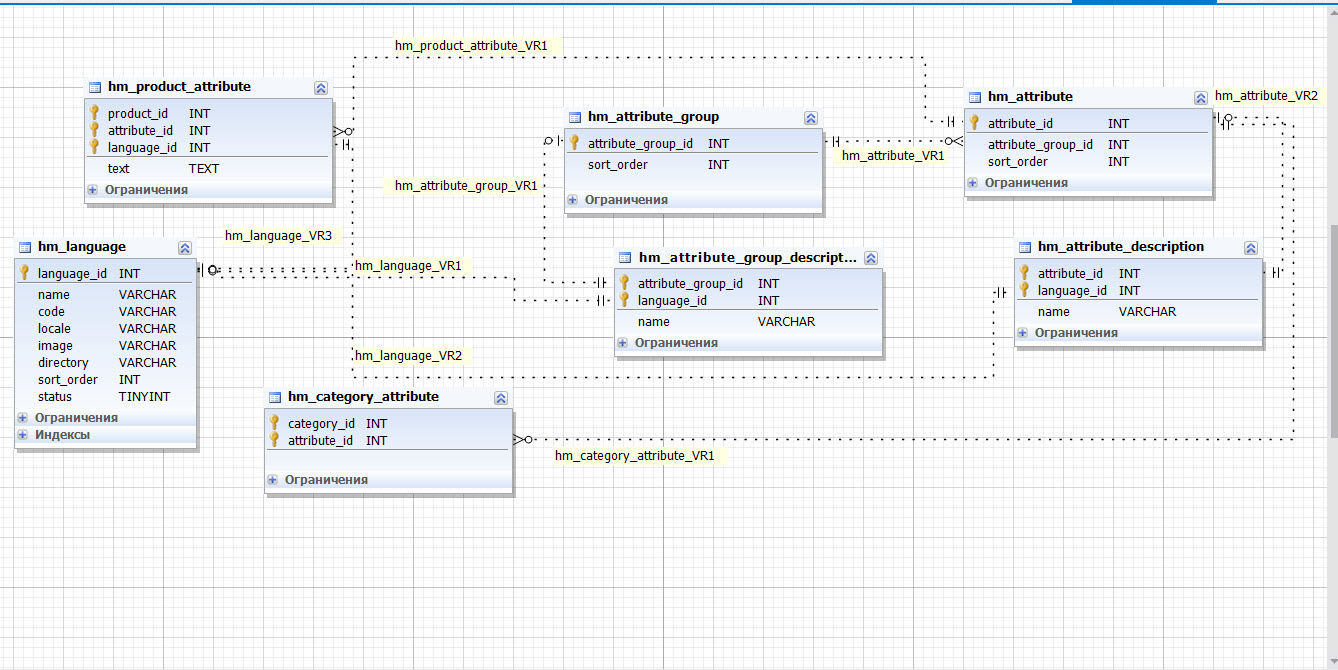 hm_product_attribute_VR1
hm_product_attribute
product_id INT
attribute_id INT
language_id INT
text TEXT
Ограничения
hm_attribute_group
attribute_group_id INT
sort_order INT
Ограничения
hm_attribute
attribute_id INT
attribute_group_id INT
sort_order INT
Ограничения
hm_attribute_VR2
hm_attribute_VR1
hm_attribute_group_VR1
hm_language_VR3
hm_language
language_id INT
name VARCHAR
code VARCHAR
locale VARCHAR
image VARCHAR
directory VARCHAR
sort_order INT
status TINYINT
Ограничения
Индексы
hm_language_VR1
hm_attribute_group_descript...
attribute_group_id INT
language_id INT
name VARCHAR
Ограничения
hm_attribute_description
attribute_id INT
language_id INT
name VARCHAR
Ограничения
hm_language_VR2
hm_category_attribute
category_id INT
attribute_id INT
Ограничения
hm_category_attribute_VR1